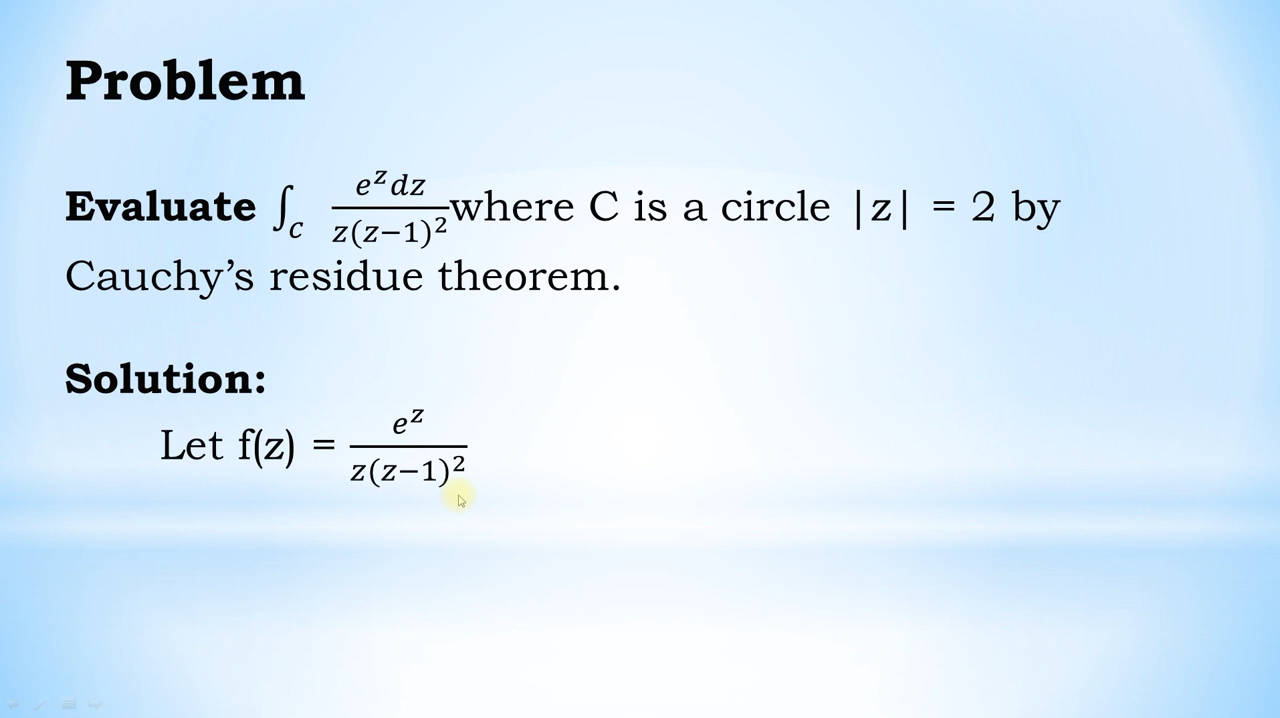 Problem
Evaluate ∫_C e^z dz / z(z−1)^2 where C is a circle |z| = 2 by
Cauchy’s residue theorem.
Solution:
Let f(z) = e^z / z(z−1)^2